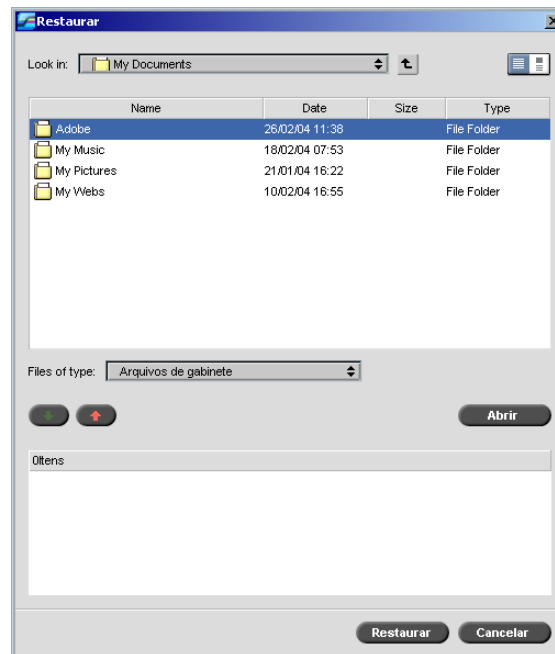 Restaurar
Look in: My Documents
Name Date Size Type
Adobe 26/02/04 11:38 File Folder
My Music 18/02/04 07:53 File Folder
My Pictures 21/01/04 16:22 File Folder
My Webs 10/02/04 16:55 File Folder
Files of type: Arquivos de gabinete
Abrir
0Itens
Restaurar Cancelar